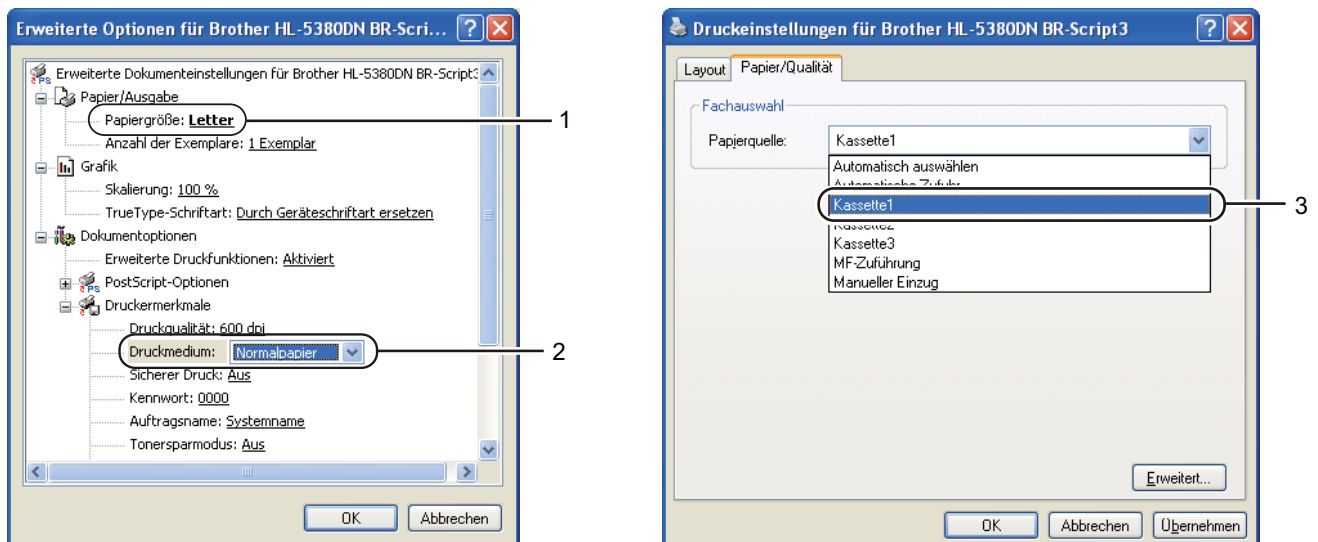 Erweiterte Optionen für Brother HL-5380DN BR-Scri...
Erweiterte Dokumenteinstellungen für Brother HL-5380DN BR-Script3
Papier/Ausgabe
Papiergröße: Letter
1
Anzahl der Exemplare: 1 Exemplar
Grafik
Skalierung: 100 %
TrueType-Schriftart: Durch Geräteschriftart ersetzen
Dokumentoptionen
Erweiterte Druckfunktionen: Aktiviert
PostScript-Optionen
Druckermerkmale
Druckqualität: 600 dpi
Druckmedium: Normalpapier
2
Sicherer Druck: Aus
Kennwort: 0000
Auftragsname: Systemname
Tonersparmodus: Aus
OK Abbrechen
Druckeinstellungen für Brother HL-5380DN BR-Script3
Layout Papier/Qualität
Fachauswahl
Papierquelle: Kassette1
Automatisch auswählen
Automatische Zufuhr
Kassette1
3
Kassette2
Kassette3
MF-Zuführung
Manueller Einzug
Erweitert...
OK Abbrechen Übernehmen